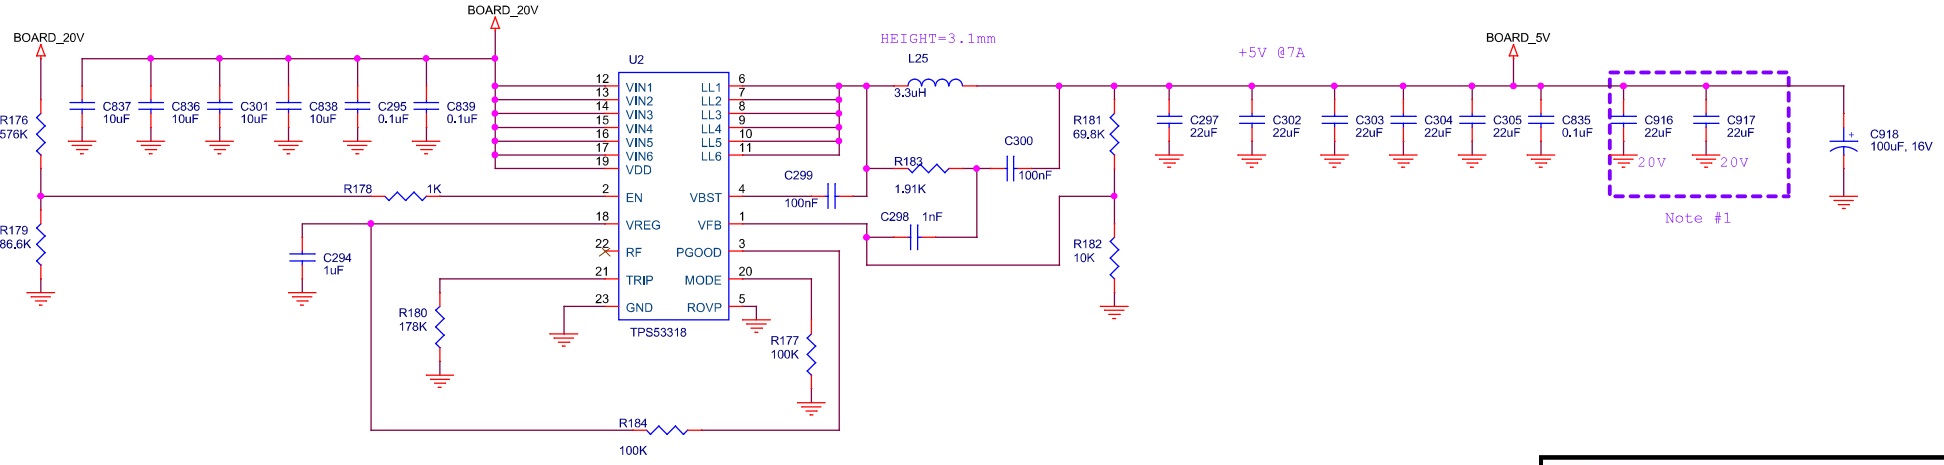 BOARD_20V
BOARD_20V
HEIGHT=3.1mm
+5V @7A
BOARD_5V
U2
L25
3.3uH
C837
10uF
C836
10uF
C301
10uF
C838
10uF
C295
0.1uF
C839
0.1uF
R176
576K
R178
1K
R179
86.6K
C294
1uF
12
13
14
15
16
17
19
2
18
22
21
23
VIN1
VIN2
VIN3
VIN4
VIN5
VIN6
VDD
EN
VREG
RF
TRIP
GND
LL1
LL2
LL3
LL4
LL5
LL6
VBST
VFB
PGOOD
MODE
ROVP
6
7
8
9
10
11
4
1
3
20
5
TPS53318
R180
178K
R177
100K
R184
100K
C299
100nF
R183
1.91K
C300
100nF
C298
1nF
R181
69.8K
R182
10K
C297
22uF
C302
22uF
C303
22uF
C304
22uF
C305
22uF
C835
0.1uF
C916
22uF
20V
C917
22uF
20V
Note #1
+
C918
100uF, 16V